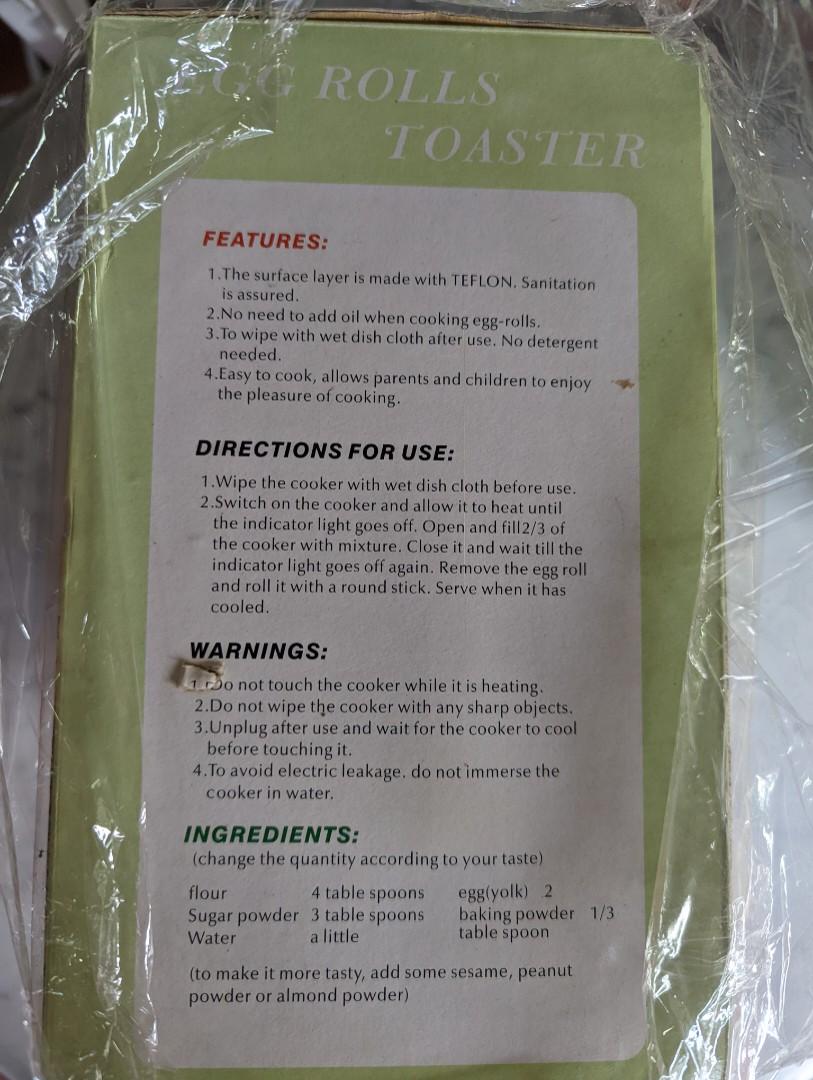 EGG ROLLS
TOASTER
FEATURES:
1.The surface layer is made with TEFLON. Sanitation
is assured.
2.No need to add oil when cooking egg-rolls.
3.To wipe with wet dish cloth after use. No detergent
needed.
4.Easy to cook, allows parents and children to enjoy
the pleasure of cooking.
DIRECTIONS FOR USE:
1.Wipe the cooker with wet dish cloth before use.
2.Switch on the cooker and allow it to heat until
the indicator light goes off. Open and fill2/3 of
the cooker with mixture. Close it and wait till the
indicator light goes off again. Remove the egg roll
and roll it with a round stick. Serve when it has
cooled.
WARNINGS:
1.Do not touch the cooker while it is heating.
2.Do not wipe the cooker with any sharp objects.
3.Unplug after use and wait for the cooker to cool
before touching it.
4.To avoid electric leakage. do not immerse the
cooker in water.
INGREDIENTS:
(change the quantity according to your taste)
flour 4 table spoons egg(yolk) 2
Sugar powder 3 table spoons baking powder 1/3
Water a little table spoon
(to make it more tasty, add some sesame, peanut
powder or almond powder)